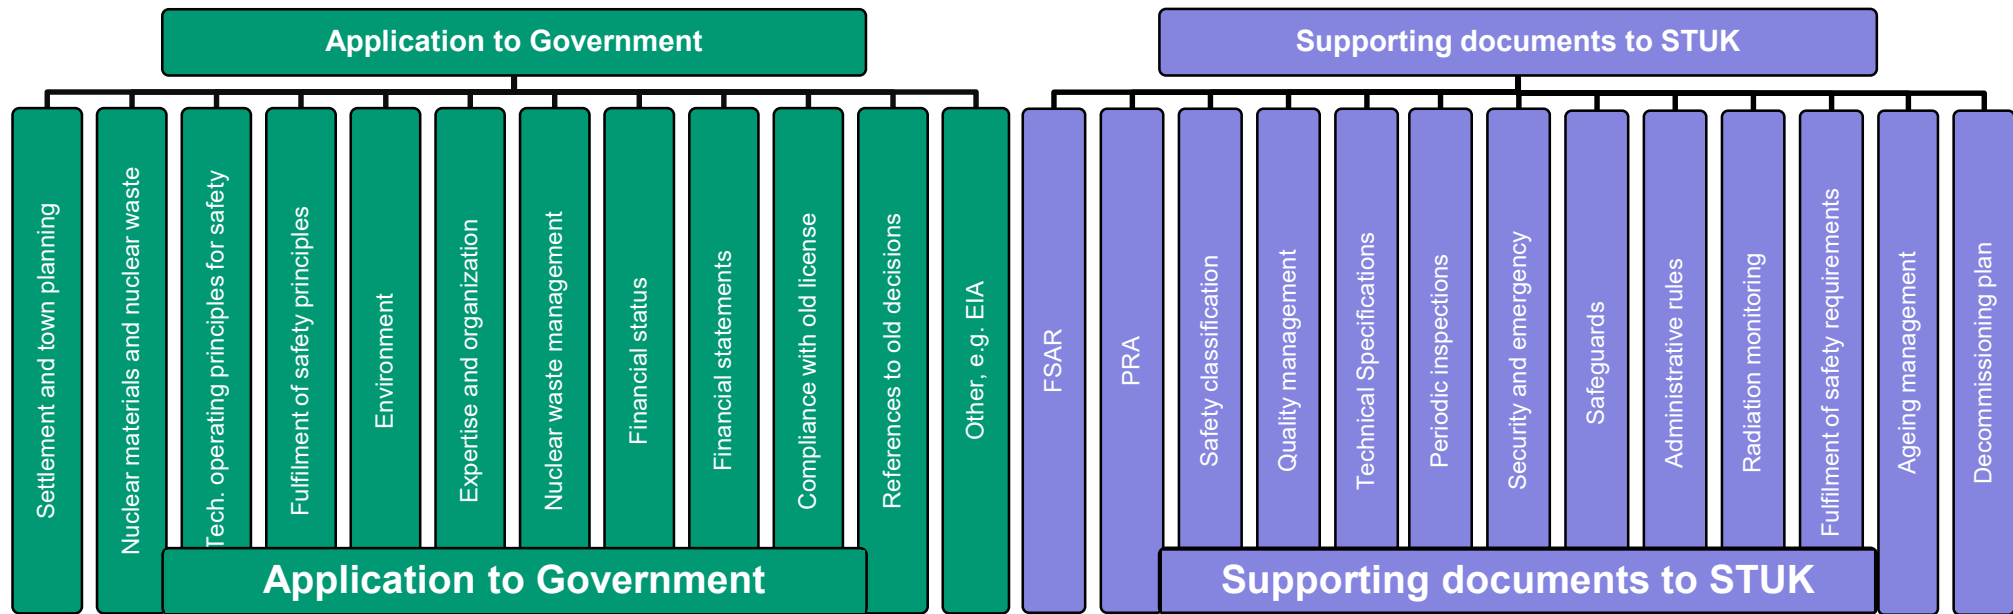 Application to Government
Settlement and town planning
Nuclear materials and nuclear waste
Tech. operating principles for safety
Fulfilment of safety principles
Environment
Expertise and organization
Nuclear waste management
Financial status
Financial statements
Compliance with old license
References to old decisions
Other, e.g. EIA
Application to Government
Supporting documents to STUK
FSAR
PRA
Safety classification
Quality management
Technical Specifications
Periodic inspections
Security and emergency
Safeguards
Administrative rules
Radiation monitoring
Fulfilment of safety requirements
Ageing management
Decommissioning plan
Supporting documents to STUK